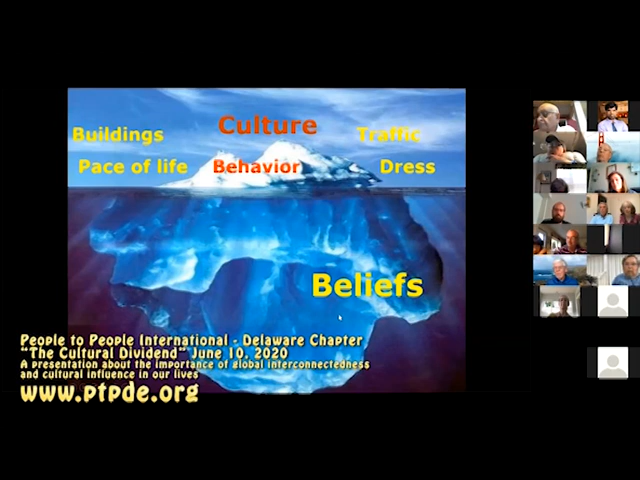 Culture
Buildings Traffic
Pace of life Behavior Dress
Beliefs
People to People International - Delaware Chapter
"The Cultural Dividend" June 10, 2020
A presentation about the importance of global interconnectedness
and cultural influence in our lives
www.ptpde.org